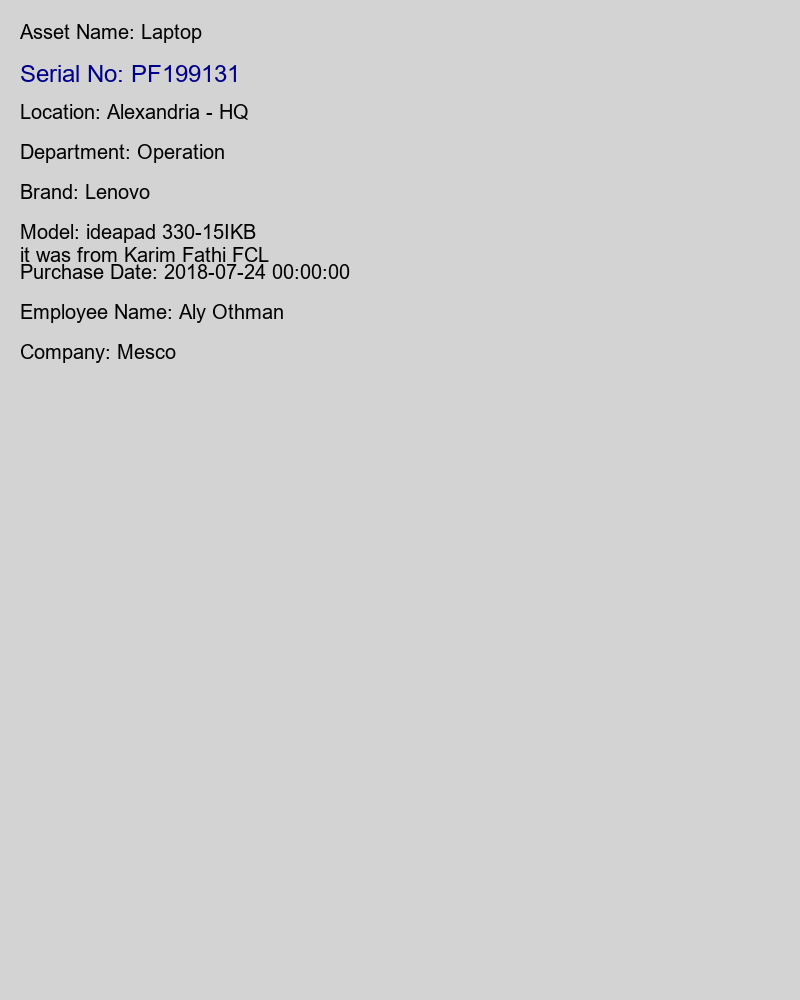 Asset Name: Laptop
Serial No: PF199131
Location: Alexandria - HQ
Department: Operation
Brand: Lenovo
Model: ideapad 330-15IKB
it was from Karim Fathi FCL
Purchase Date: 2018-07-24 00:00:00
Employee Name: Aly Othman
Company: Mesco